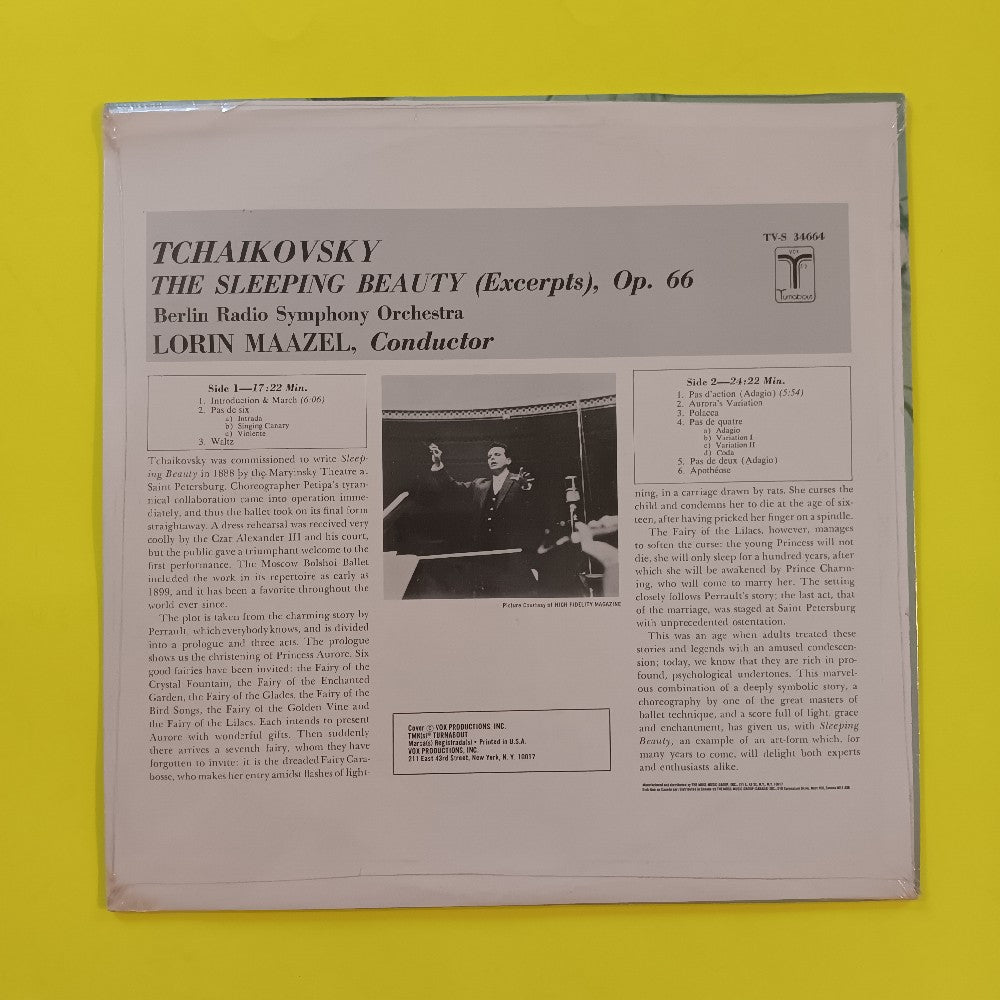 TCHAIKOVSKY
THE SLEEPING BEAUTY (Excerpts), Op. 66
Berlin Radio Symphony Orchestra
LORIN MAAZEL, Conductor
TV-S 34664
VOX
Turnabout
Side 1—17:22 Min.
1. Introduction & March (6:06)
2. Pas de six
a) Intrada
b) Singing Canary
c) Violente
3. Waltz
Tchaikovsky was commissioned to write Sleep-
ing Beauty in 1888 by the Maryinsky Theatre at
Saint Petersburg. Choreographer Petipa's tyran-
nical collaboration came into operation imme-
diately, and thus the ballet took on its final form
straightaway. A dress rehearsal was received very
coolly by the Czar Alexander III and his court,
but the public gave a triumphant welcome to the
first performance. The Moscow Bolshoi Ballet
included the work in its repertoire as early as
1899, and it has been a favorite throughout the
world ever since.
The plot is taken from the charming story by
Perrault, which everybody knows, and is divided
into a prologue and three acts. The prologue
shows us the christening of Princess Aurore. Six
good fairies have been invited: the Fairy of the
Crystal Fountain, the Fairy of the Enchanted
Garden, the Fairy of the Glades, the Fairy of the
Bird Songs, the Fairy of the Golden Vine and
the Fairy of the Lilacs. Each intends to present
Aurore with wonderful gifts. Then suddenly
there arrives a seventh fairy, whom they have
forgotten to invite: it is the dreaded Fairy Cara-
bosse, who makes her entry amidst flashes of light-
Picture Courtesy of HIGH FIDELITY MAGAZINE
Cover Ⓟ VOX PRODUCTIONS, INC.
TMK(s)® TURNABOUT
Marca(s) Registrada(s) • Printed in U.S.A.
VOX PRODUCTIONS, INC.
211 East 43rd Street, New York, N. Y. 10017
Side 2—24:22 Min.
1. Pas d'action (Adagio) (5:54)
2. Aurora's Variation
3. Polacca
4. Pas de quatre
a) Adagio
b) Variation I
c) Variation II
d) Coda
5. Pas de deux (Adagio)
6. Apothéose
ning, in a carriage drawn by rats. She curses the
child and condemns her to die at the age of six-
teen, after having pricked her finger on a spindle.
The Fairy of the Lilacs, however, manages
to soften the curse: the young Princess will not
die, she will only sleep for a hundred years, after
which she will be awakened by Prince Charm-
ing, who will come to marry her. The setting
closely follows Perrault's story; the last act, that
of the marriage, was staged at Saint Petersburg
with unprecedented ostentation.
This was an age when adults treated these
stories and legends with an amused condescen-
sion; today, we know that they are rich in pro-
found, psychological undertones. This marvel-
ous combination of a deeply symbolic story, a
choreography by one of the great masters of
ballet technique, and a score full of light, grace
and enchantment, has given us, with Sleeping
Beauty, an example of an art-form which, for
many years to come, will delight both experts
and enthusiasts alike.
Manufactured and distributed by THE MOSS MUSIC GROUP, INC.